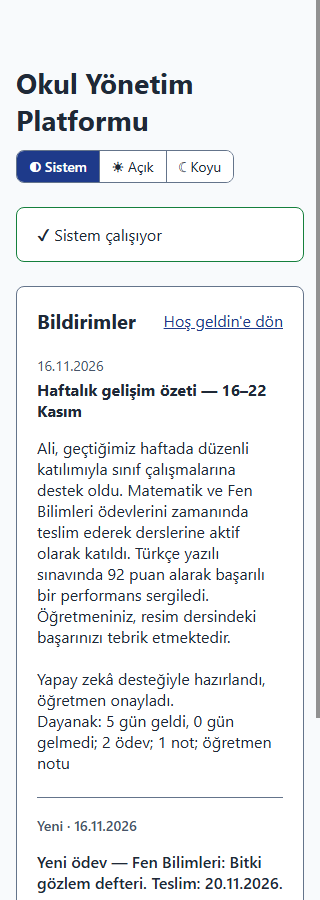 Okul Yönetim
Platformu
◐ Sistem
☀ Açık
☾ Koyu
✓ Sistem çalışıyor
Bildirimler
Hoş geldin'e dön
16.11.2026
Haftalık gelişim özeti — 16–22
Kasım
Ali, geçtiğimiz haftada düzenli
katılımıyla sınıf çalışmalarına
destek oldu. Matematik ve Fen
Bilimleri ödevlerini zamanında
teslim ederek derslerine aktif
olarak katıldı. Türkçe yazılı
sınavında 92 puan alarak başarılı
bir performans sergiledi.
Öğretmeniniz, resim dersindeki
başarınızı tebrik etmektedir.
Yapay zekâ desteğiyle hazırlandı,
öğretmen onayladı.
Dayanak: 5 gün geldi, 0 gün
gelmedi; 2 ödev; 1 not; öğretmen
notu
Yeni · 16.11.2026
Yeni ödev — Fen Bilimleri: Bitki
gözlem defteri. Teslim: 20.11.2026.